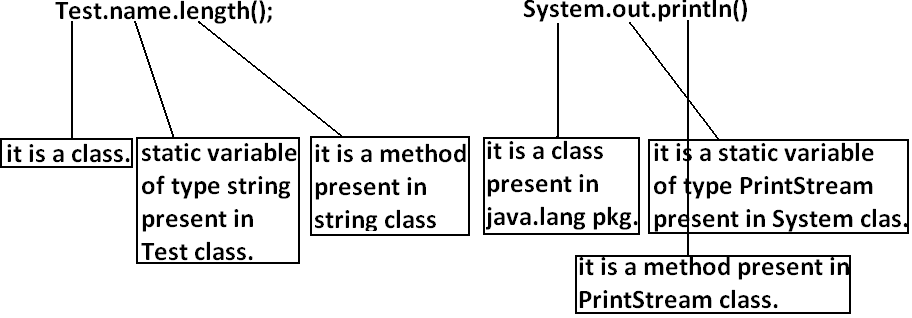 Test.name.length();
System.out.println()
it is a class.
static variable
of type string
present in
Test class.
it is a method
present in
string class
it is a class
present in
java.lang pkg.
it is a static variable
of type PrintStream
present in System clas.
it is a method present in
PrintStream class.